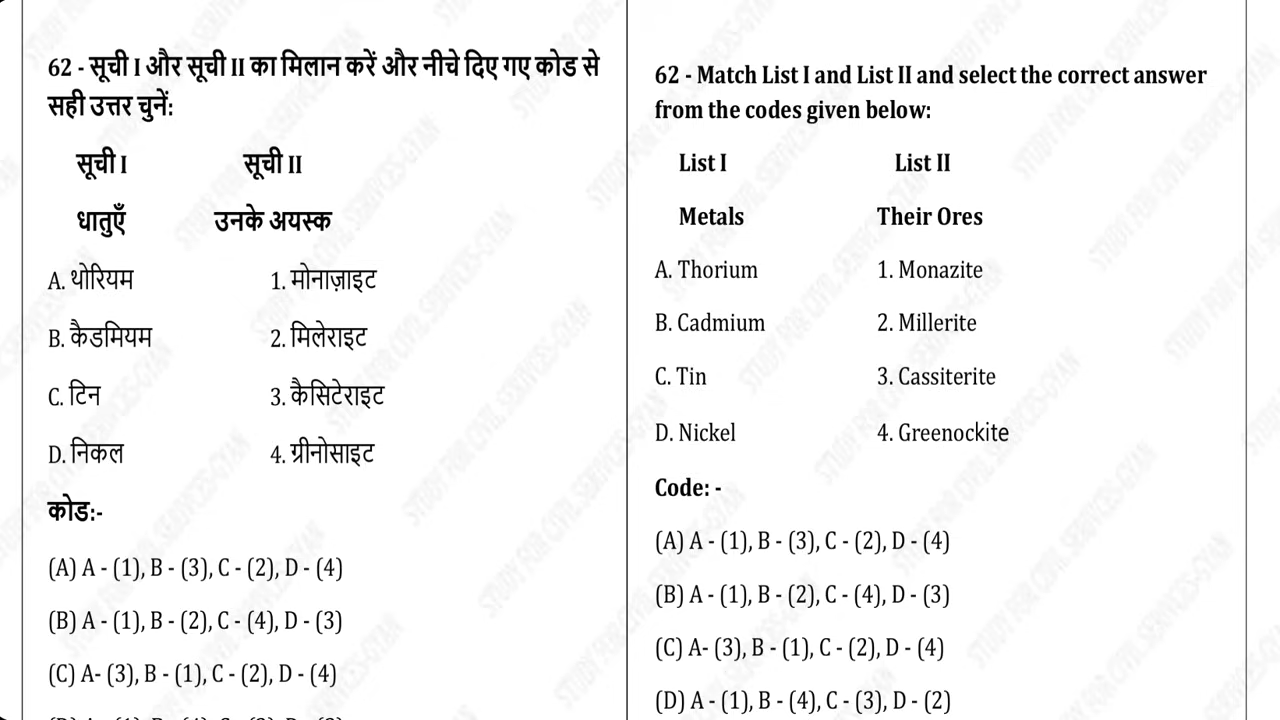 62 - सूची I और सूची II का मिलान करें और नीचे दिए गए कोड से
सही उत्तर चुनें:
सूची I सूची II
धातुएँ उनके अयस्क
A. थोरियम 1. मोनाज़ाइट
B. कैडमियम 2. मिलेराइट
C. टिन 3. कैसिटेराइट
D. निकल 4. ग्रीनोसाइट
कोड:-
(A) A - (1), B - (3), C - (2), D - (4)
(B) A - (1), B - (2), C - (4), D - (3)
(C) A- (3), B - (1), C - (2), D - (4)
62 - Match List I and List II and select the correct answer
from the codes given below:
List I List II
Metals Their Ores
A. Thorium 1. Monazite
B. Cadmium 2. Millerite
C. Tin 3. Cassiterite
D. Nickel 4. Greenockite
Code: -
(A) A - (1), B - (3), C - (2), D - (4)
(B) A - (1), B - (2), C - (4), D - (3)
(C) A- (3), B - (1), C - (2), D - (4)
(D) A - (1), B - (4), C - (3), D - (2)